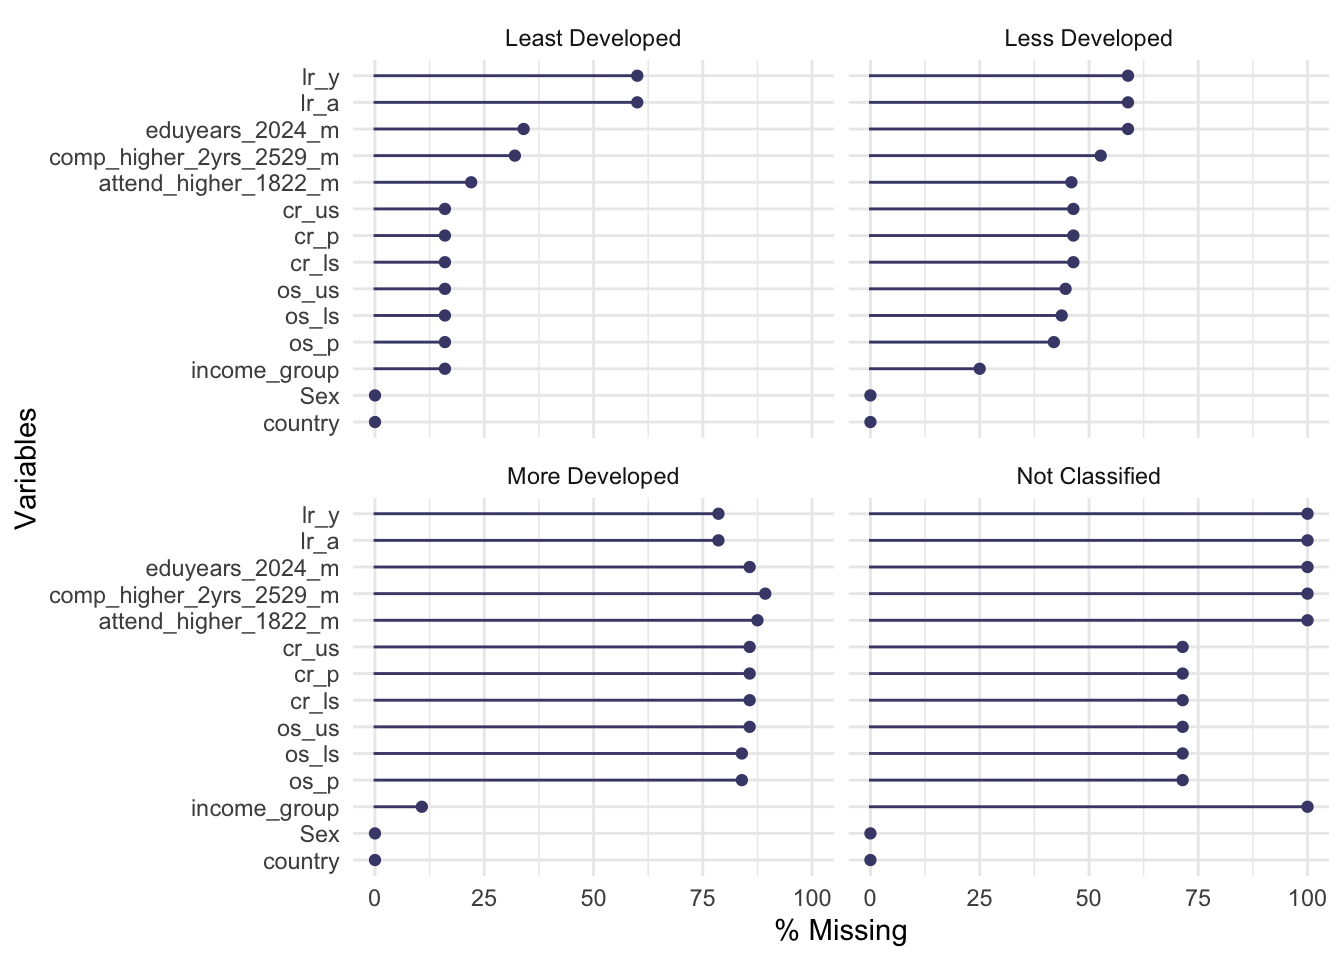 Least Developed
Less Developed
lr_y
lr_a
eduyears_2024_m
comp_higher_2yrs_2529_m
attend_higher_1822_m
cr_us
cr_p
cr_ls
os_us
os_ls
os_p
income_group
Sex
country
Variables
More Developed
Not Classified
lr_y
lr_a
eduyears_2024_m
comp_higher_2yrs_2529_m
attend_higher_1822_m
cr_us
cr_p
cr_ls
os_us
os_ls
os_p
income_group
Sex
country
0 25 50 75 100
0 25 50 75 100
% Missing